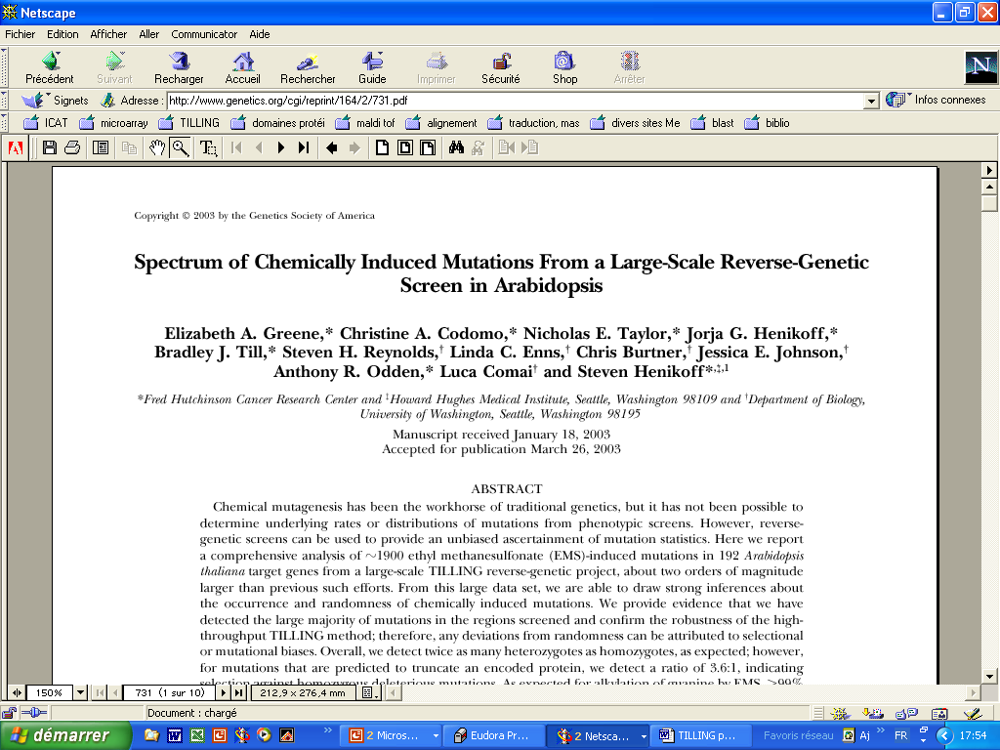 Netscape
Fichier Edition Afficher Aller Communicator Aide
Précédent Suivant Recharger Accueil Rechercher Guide Imprimer Sécurité Shop Arrêter
N
Signets Adresse : http://www.genetics.org/cgi/reprint/164/2/731.pdf Infos connexes
ICAT microarray TILLING domaines protéi maldi tof alignement traduction, mas divers sites Me blast biblio
Copyright © 2003 by the Genetics Society of America
Spectrum of Chemically Induced Mutations From a Large-Scale Reverse-Genetic
Screen in Arabidopsis
Elizabeth A. Greene,* Christine A. Codomo,* Nicholas E. Taylor,* Jorja G. Henikoff,*
Bradley J. Till,* Steven H. Reynolds,† Linda C. Enns,† Chris Burtner,† Jessica E. Johnson,†
Anthony R. Odden,* Luca Comai† and Steven Henikoff*,‡,1
*Fred Hutchinson Cancer Research Center and ‡Howard Hughes Medical Institute, Seattle, Washington 98109 and †Department of Biology,
University of Washington, Seattle, Washington 98195
Manuscript received January 18, 2003
Accepted for publication March 26, 2003
ABSTRACT
Chemical mutagenesis has been the workhorse of traditional genetics, but it has not been possible to
determine underlying rates or distributions of mutations from phenotypic screens. However, reverse-
genetic screens can be used to provide an unbiased ascertainment of mutation statistics. Here we report
a comprehensive analysis of ~1900 ethyl methanesulfonate (EMS)-induced mutations in 192 Arabidopsis
thaliana target genes from a large-scale TILLING reverse-genetic project, about two orders of magnitude
larger than previous such efforts. From this large data set, we are able to draw strong inferences about
the occurrence and randomness of chemically induced mutations. We provide evidence that we have
detected the large majority of mutations in the regions screened and confirm the robustness of the high-
throughput TILLING method; therefore, any deviations from randomness can be attributed to selectional
or mutational biases. Overall, we detect twice as many heterozygotes as homozygotes, as expected; however,
for mutations that are predicted to truncate an encoded protein, we detect a ratio of 3.6:1, indicating
selection against homozygous deleterious mutations. As expected for alkylation of guanine by EMS, >99%
150% 731 (1 sur 10) 212,9 x 276,4 mm
Document : chargé
démarrer 2 Micros... Eudora Pr... 2 Netsca... TILLING p... Favoris réseau Aj FR 17:54